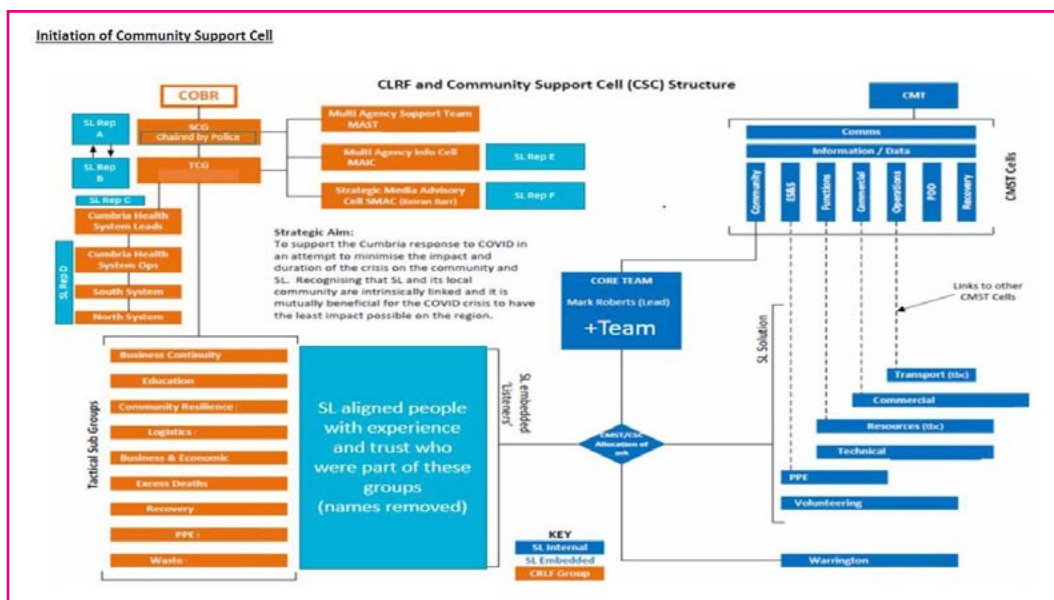 Initiation of Community Support Cell
CLRF and Community Support Cell (CSC) Structure
COBR
SCG
Chaired by Police
TCG
SL Rep
A
SL Rep
B
SL Rep C
Cumbria Health
System Leads
Cumbria Health
System Ops
South System
North System
SL Rep D
Multi Agency Support Team
MAST
Multi Agency Info Cell
MAIC
Strategic Media Advisory
Cell SMAC (Keiran Barr)
SL Rep E
SL Rep F
Strategic Aim:
To support the Cumbria response to COVID in
an attempt to minimise the impact and
duration of the crisis on the community and
SL. Recognising that SL and its local
community are intrinsically linked and it is
mutually beneficial for the COVID crisis to have
the least impact possible on the region.
CMT
Comms
Information / Data
Community
ES&S
Functions
Commercial
Operations
POD
Recovery
CMST Cells
CORE TEAM
Mark Roberts (Lead)
+Team
Links to other
CMST Cells
Tactical Sub Groups
Business Continuity
Education
Community Resilience
Logistics
Business & Economic
Excess Deaths
Recovery
PPE
Waste
SL aligned people
with experience
and trust who
were part of these
groups
(names removed)
SL embedded
'Listeners'
CMST/CSC
Allocation of
ask
SL Solution
Transport (tbc)
Commercial
Resources (tbc)
Technical
PPE
Volunteering
Warrington
KEY
SL Internal
SL Embedded
CRLF Group